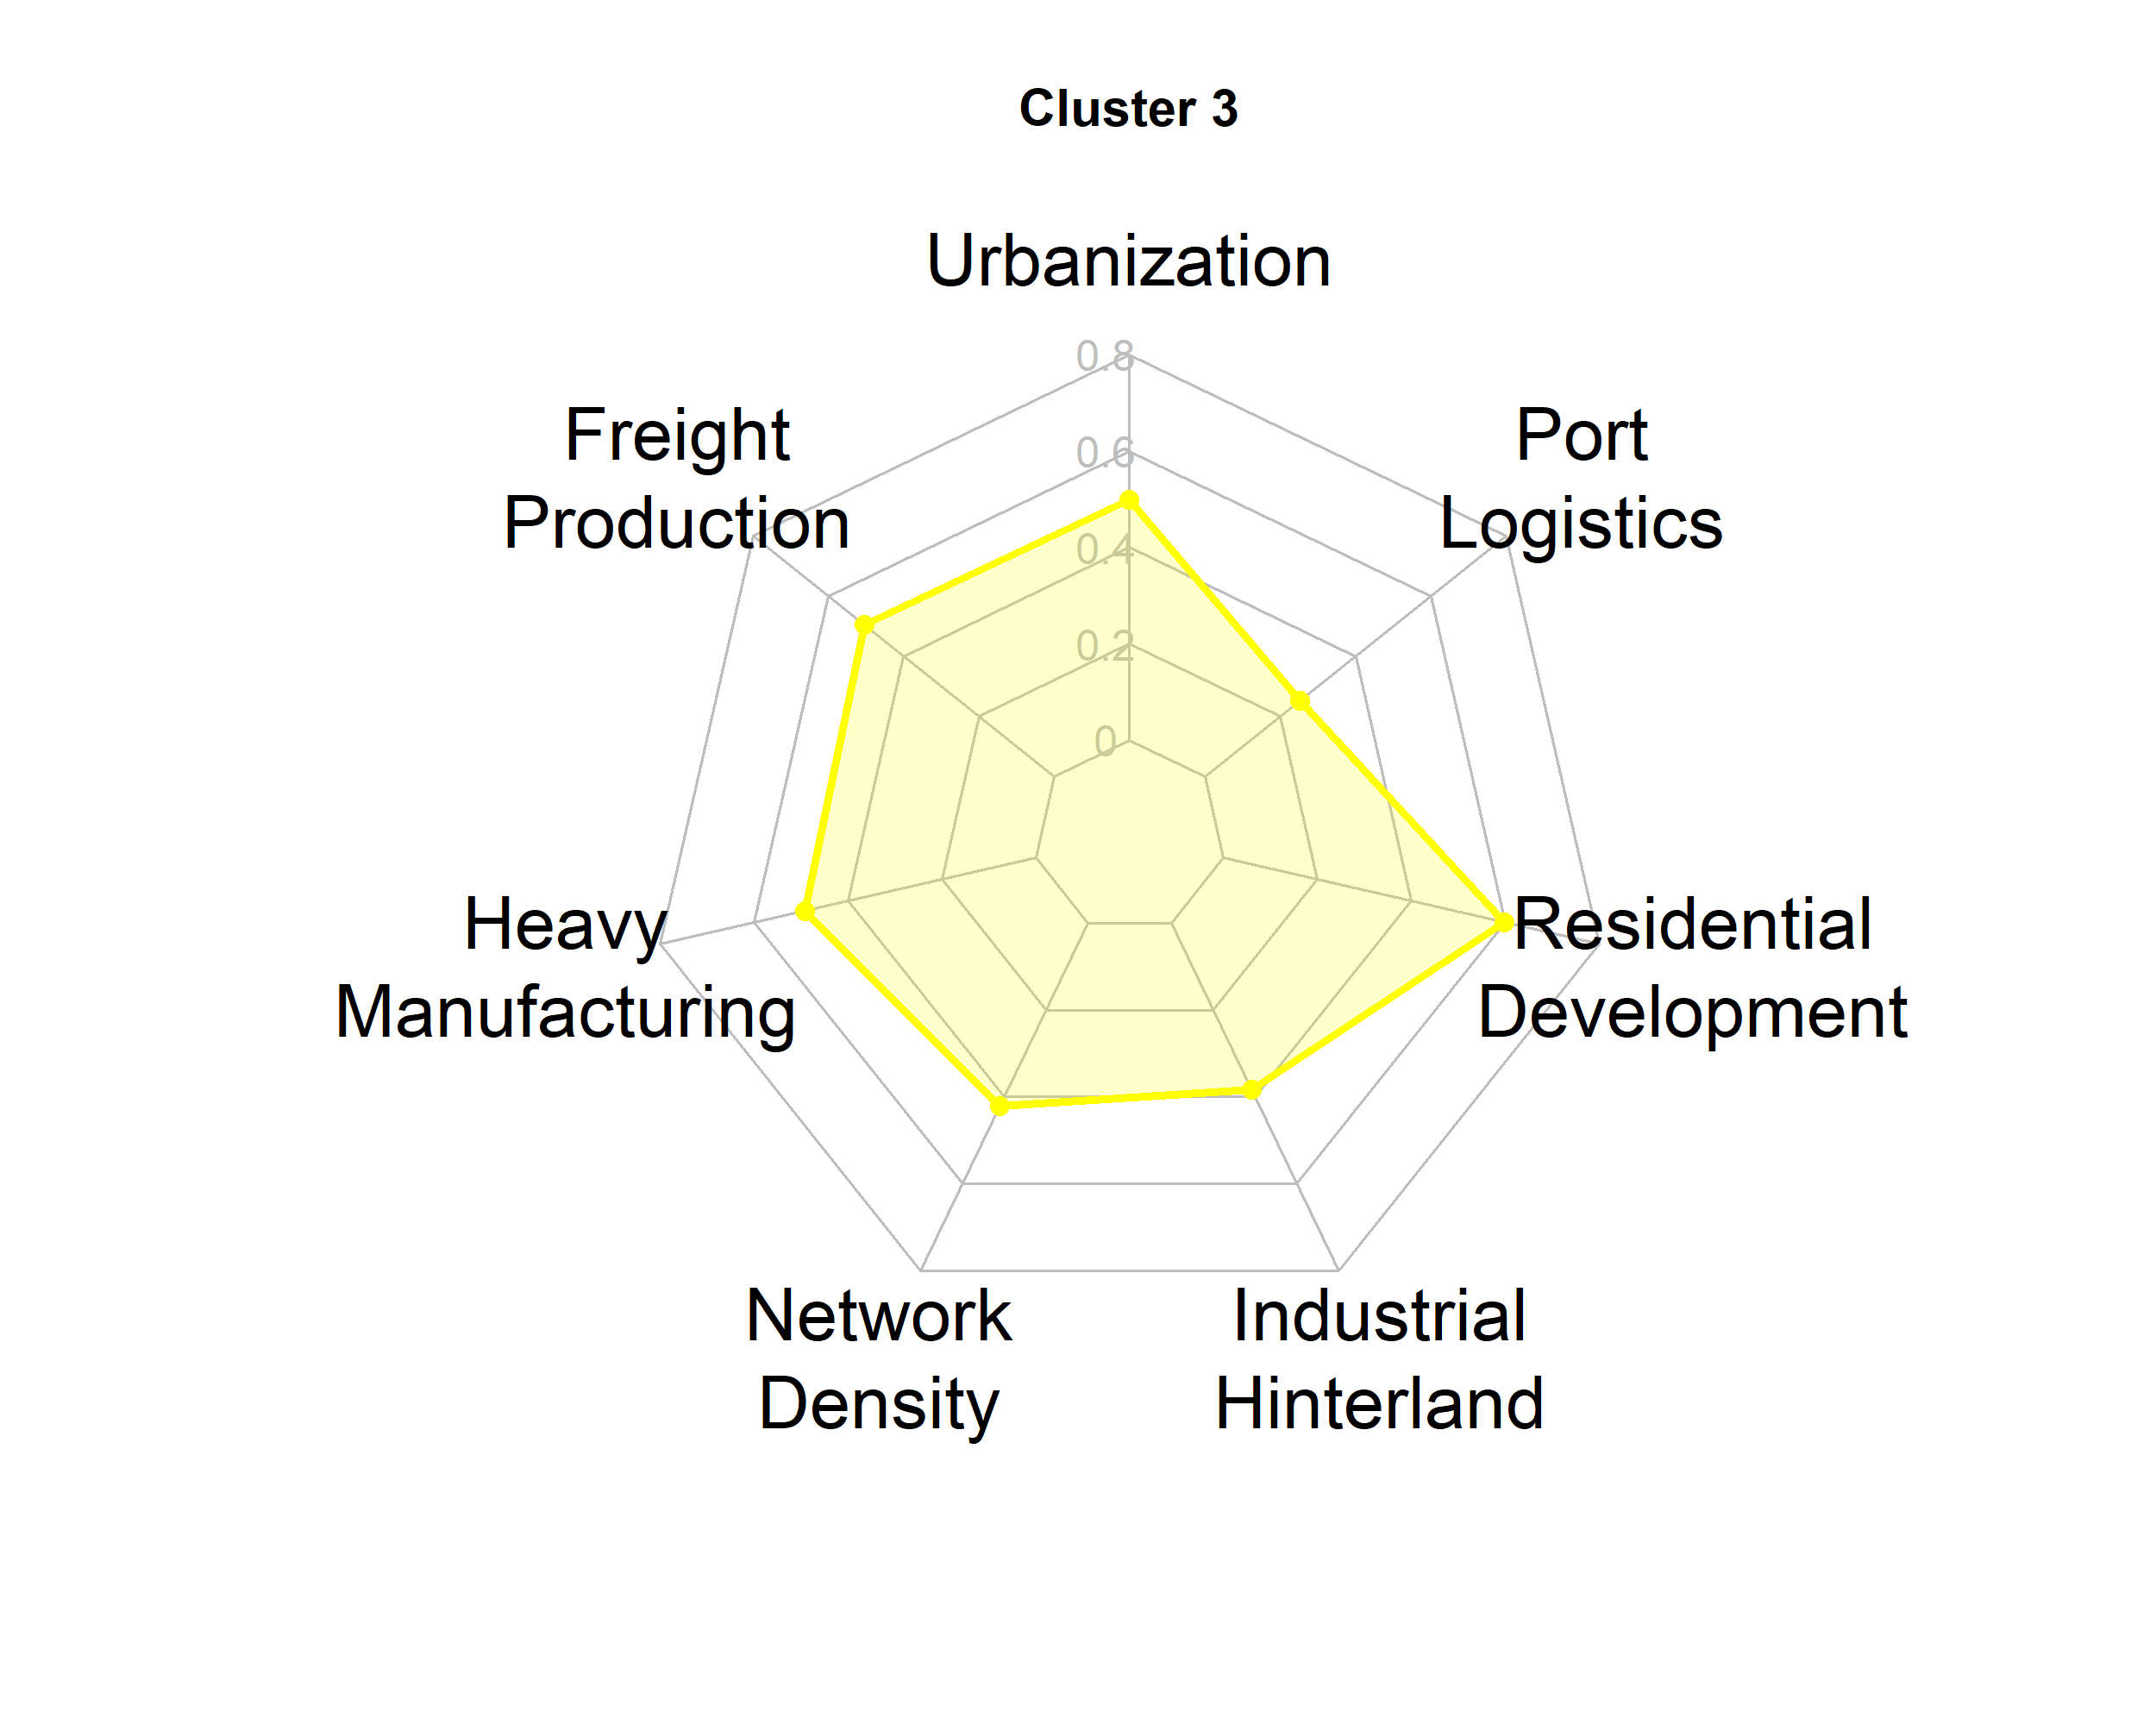 Cluster 3
Urbanization
0.8
0.6
0.4
0.2
0
Freight
Production
Port
Logistics
Heavy
Manufacturing
Residential
Development
Network
Density
Industrial
Hinterland